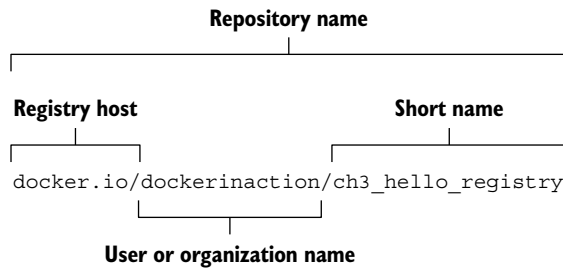 Repository name
Registry host
Short name
docker.io/dockerinaction/ch3_hello_registry
User or organization name